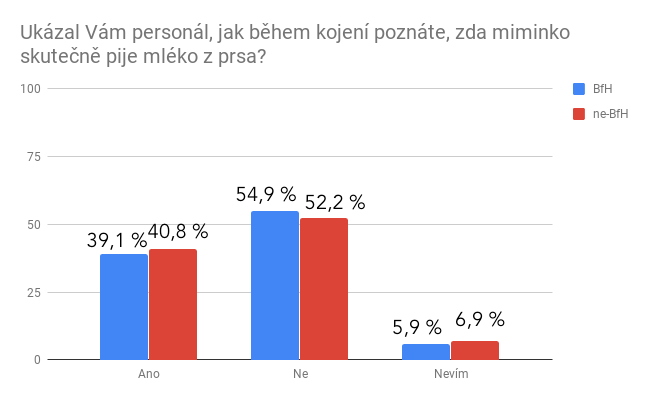 Ukázal Vám personál, jak během kojení poznáte, zda miminko
skutečně pije mléko z prsa?
100
75
50
25
0
BfH
ne-BfH
39,1 %
40,8 %
54,9 %
52,2 %
5,9 %
6,9 %
Ano
Ne
Nevím